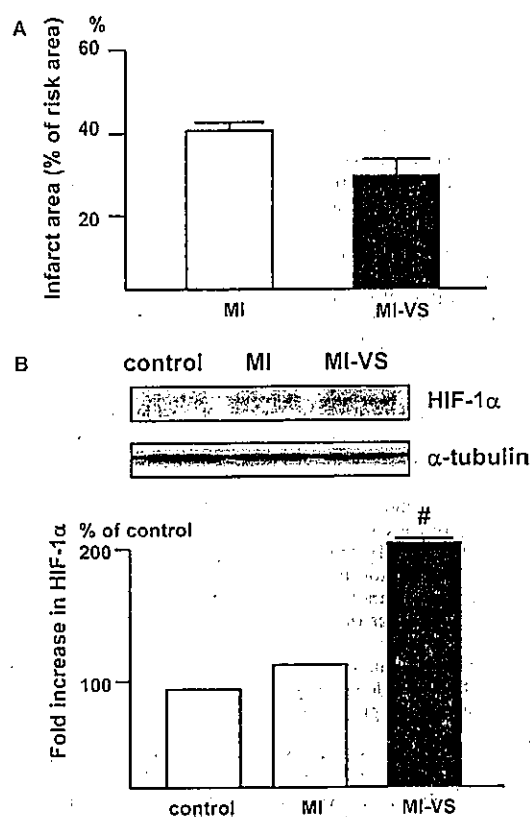 A
%
Infarct area (% of risk area)
60
40
20
MI
MI-VS
B
control MI MI-VS
HIF-1α
α-tubulin
Fold increase in HIF-1α
% of control
200
100
#
control
MI
MI-VS